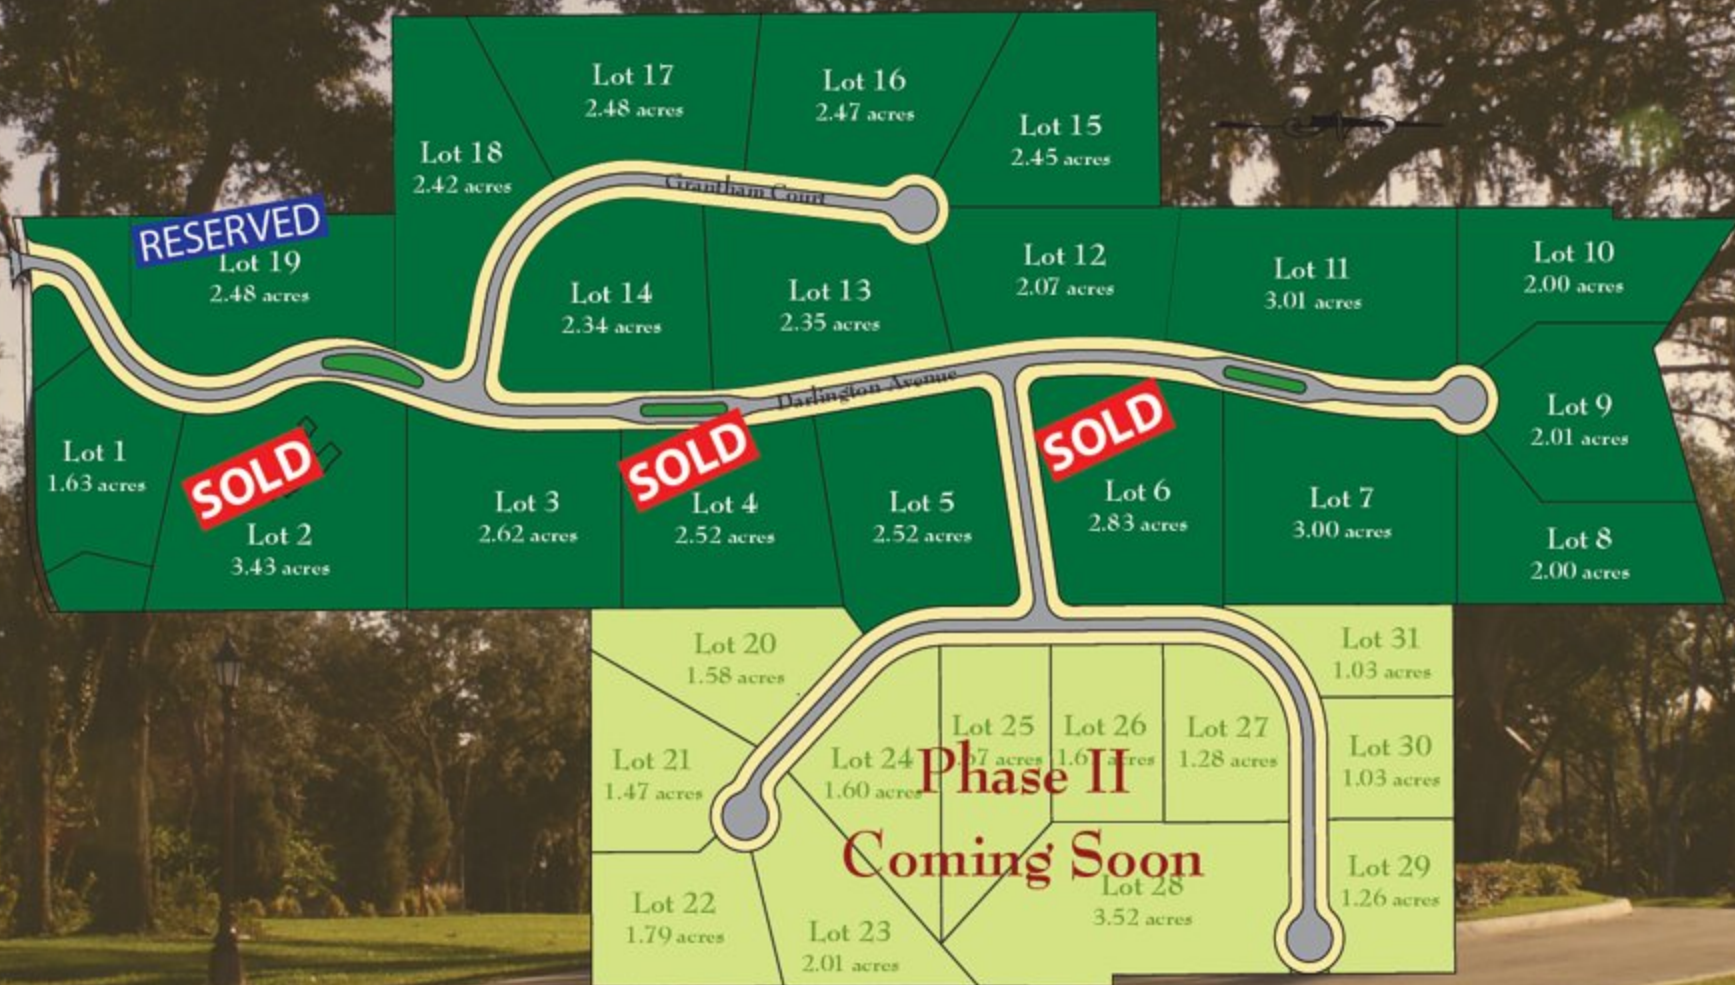 Lot 17
2.48 acres
Lot 16
2.47 acres
Lot 15
2.45 acres
Lot 18
2.42 acres
Grantham Court
RESERVED
Lot 19
2.48 acres
Lot 14
2.34 acres
Lot 13
2.35 acres
Lot 12
2.07 acres
Lot 11
3.01 acres
Lot 10
2.00 acres
Darlington Avenue
Lot 1
1.63 acres
SOLD
Lot 2
3.43 acres
Lot 3
2.62 acres
SOLD
Lot 4
2.52 acres
Lot 5
2.52 acres
SOLD
Lot 6
2.83 acres
Lot 7
3.00 acres
Lot 9
2.01 acres
Lot 8
2.00 acres
Lot 20
1.58 acres
Lot 31
1.03 acres
Lot 21
1.47 acres
Lot 24
1.60 acres
Lot 25
acres
Lot 26
acres
Lot 27
1.28 acres
Lot 30
1.03 acres
Phase II
Coming Soon
Lot 22
1.79 acres
Lot 23
2.01 acres
Lot 28
3.52 acres
Lot 29
1.26 acres